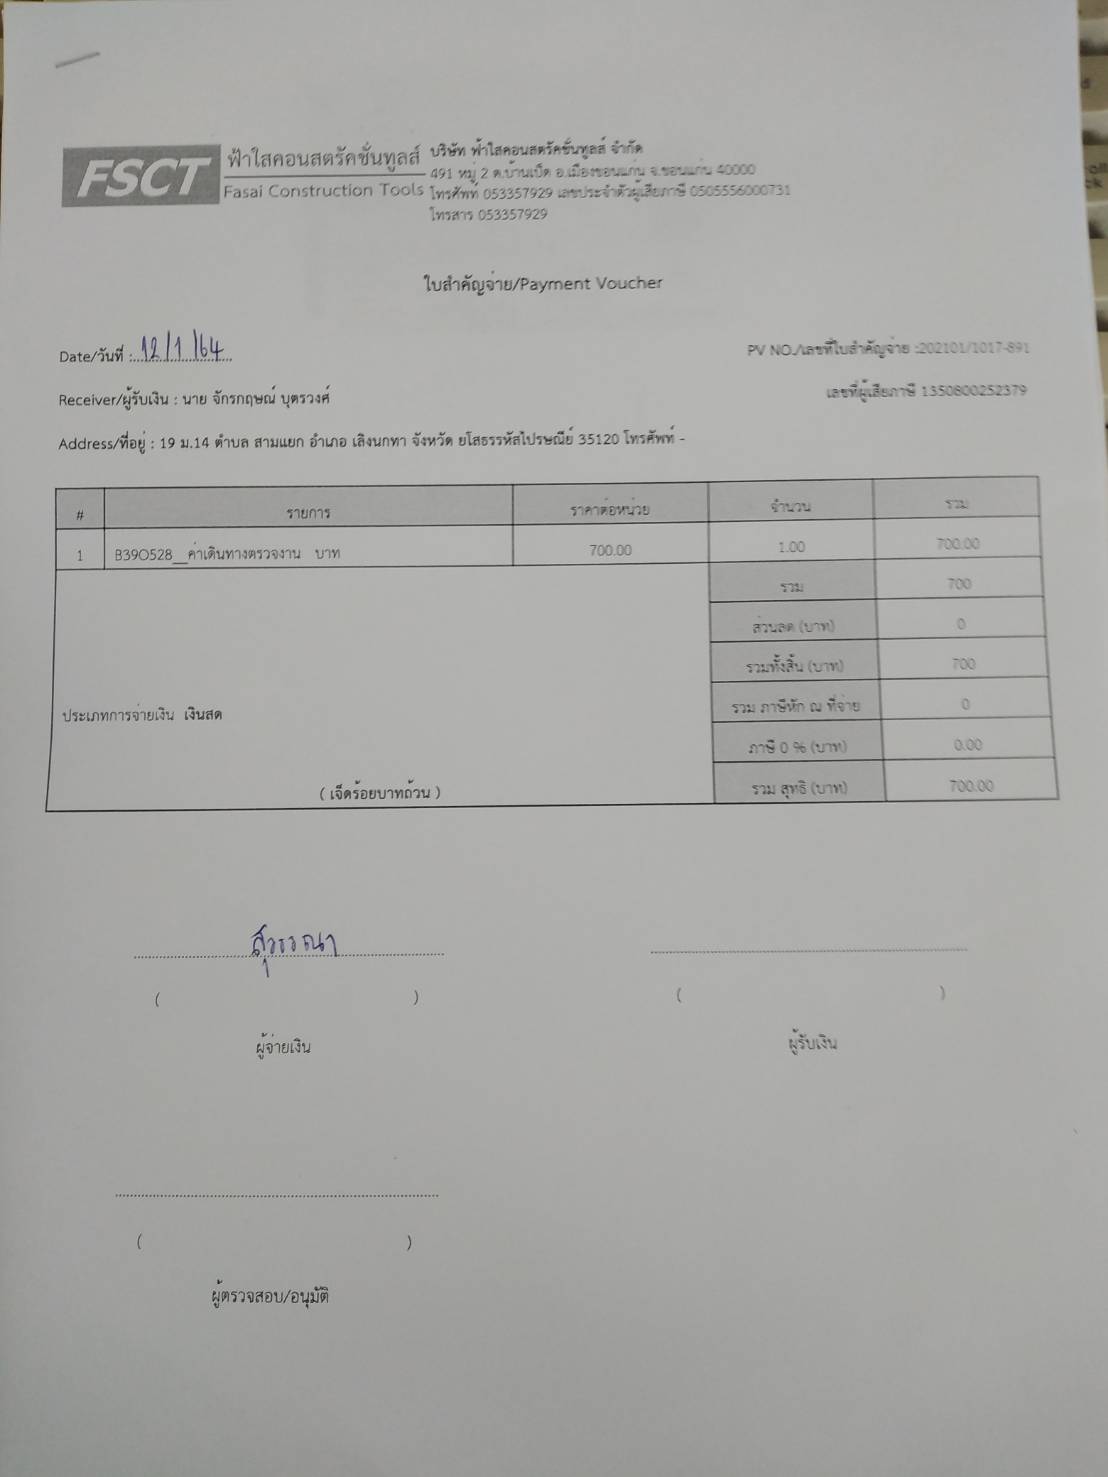 FSCT
ฟ้าใสคอนสตรัคชั่นทูลส์
Fasai Construction Tools
บริษัท ฟ้าใสคอนสตรัคชั่นทูลส์ จำกัด
491 หมู่ 2 ต.บ้านเป็ด อ.เมืองขอนแก่น จ.ขอนแก่น 40000
โทรศัพท์ 053357929 เลขประจำตัวผู้เสียภาษี 0505556000731
โทรสาร 053357929
ใบสำคัญจ่าย/Payment Voucher
Date/วันที่ : 12/1/64
PV NO./เลขที่ใบสำคัญจ่าย :202101/1017-891
Receiver/ผู้รับเงิน : นาย จักรกฤษณ์ บุตรวงศ์
เลขที่ผู้เสียภาษี 1350800252379
Address/ที่อยู่ : 19 ม.14 ตำบล สามแยก อำเภอ เลิงนกทา จังหวัด ยโสธรรหัสไปรษณีย์ 35120 โทรศัพท์ -
# รายการ ราคาต่อหน่วย จำนวน รวม
1 B390528__ค่าเดินทางตรวจงาน บาท 700.00 1.00 700.00
รวม 700
ส่วนลด (บาท) 0
รวมทั้งสิ้น (บาท) 700
ประเภทการจ่ายเงิน เงินสด
รวม ภาษีหัก ณ ที่จ่าย 0
ภาษี 0 % (บาท) 0.00
( เจ็ดร้อยบาทถ้วน )
รวม สุทธิ (บาท) 700.00
สุวรรณา
( ) ( )
ผู้จ่ายเงิน ผู้รับเงิน
( )
ผู้ตรวจสอบ/อนุมัติ